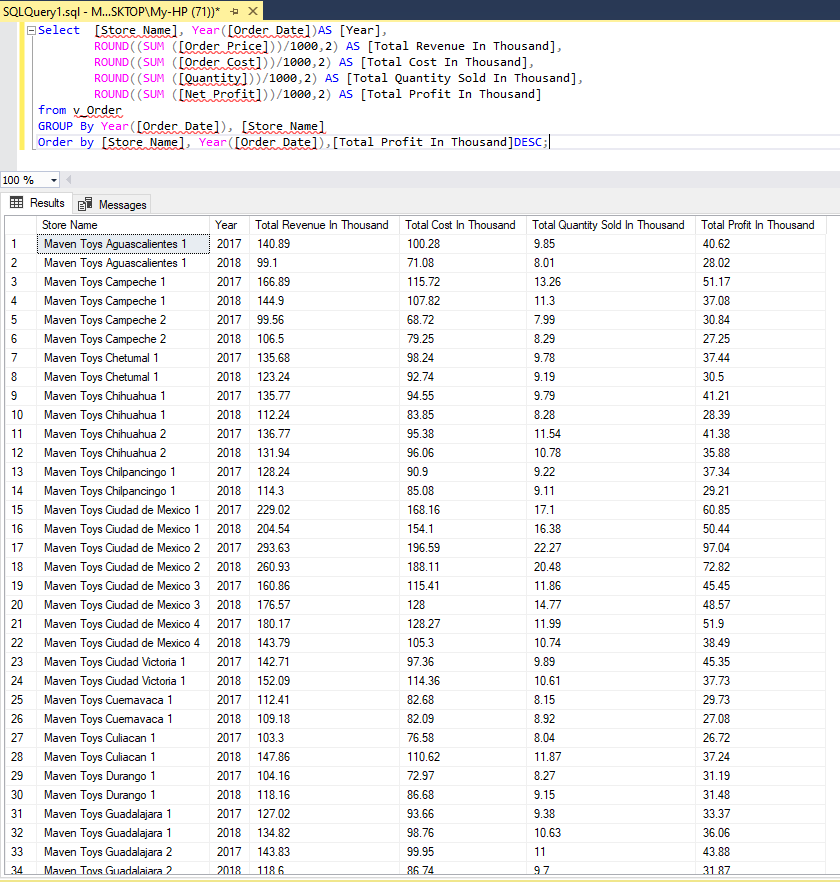 SQLQuery1.sql - M...SKTOP\My-HP (71))*
Select [Store Name], Year([Order Date])AS [Year],
ROUND((SUM ([Order Price]))/1000,2) AS [Total Revenue In Thousand],
ROUND((SUM ([Order Cost]))/1000,2) AS [Total Cost In Thousand],
ROUND((SUM ([Quantity]))/1000,2) AS [Total Quantity Sold In Thousand],
ROUND((SUM ([Net Profit]))/1000,2) AS [Total Profit In Thousand]
from v_Order
GROUP By Year([Order Date]), [Store Name]
Order by [Store Name], Year([Order Date]),[Total Profit In Thousand]DESC;
100 %
Results Messages
Store Name Year Total Revenue In Thousand Total Cost In Thousand Total Quantity Sold In Thousand Total Profit In Thousand
1 Maven Toys Aguascalientes 1 2017 140.89 100.28 9.85 40.62
2 Maven Toys Aguascalientes 1 2018 99.1 71.08 8.01 28.02
3 Maven Toys Campeche 1 2017 166.89 115.72 13.26 51.17
4 Maven Toys Campeche 1 2018 144.9 107.82 11.3 37.08
5 Maven Toys Campeche 2 2017 99.56 68.72 7.99 30.84
6 Maven Toys Campeche 2 2018 106.5 79.25 8.29 27.25
7 Maven Toys Chetumal 1 2017 135.68 98.24 9.78 37.44
8 Maven Toys Chetumal 1 2018 123.24 92.74 9.19 30.5
9 Maven Toys Chihuahua 1 2017 135.77 94.55 9.79 41.21
10 Maven Toys Chihuahua 1 2018 112.24 83.85 8.28 28.39
11 Maven Toys Chihuahua 2 2017 136.77 95.38 11.54 41.38
12 Maven Toys Chihuahua 2 2018 131.94 96.06 10.78 35.88
13 Maven Toys Chilpancingo 1 2017 128.24 90.9 9.22 37.34
14 Maven Toys Chilpancingo 1 2018 114.3 85.08 9.11 29.21
15 Maven Toys Ciudad de Mexico 1 2017 229.02 168.16 17.1 60.85
16 Maven Toys Ciudad de Mexico 1 2018 204.54 154.1 16.38 50.44
17 Maven Toys Ciudad de Mexico 2 2017 293.63 196.59 22.27 97.04
18 Maven Toys Ciudad de Mexico 2 2018 260.93 188.11 20.48 72.82
19 Maven Toys Ciudad de Mexico 3 2017 160.86 115.41 11.86 45.45
20 Maven Toys Ciudad de Mexico 3 2018 176.57 128 14.77 48.57
21 Maven Toys Ciudad de Mexico 4 2017 180.17 128.27 11.99 51.9
22 Maven Toys Ciudad de Mexico 4 2018 143.79 105.3 10.74 38.49
23 Maven Toys Ciudad Victoria 1 2017 142.71 97.36 9.89 45.35
24 Maven Toys Ciudad Victoria 1 2018 152.09 114.36 10.61 37.73
25 Maven Toys Cuernavaca 1 2017 112.41 82.68 8.15 29.73
26 Maven Toys Cuernavaca 1 2018 109.18 82.09 8.92 27.08
27 Maven Toys Culiacan 1 2017 103.3 76.58 8.04 26.72
28 Maven Toys Culiacan 1 2018 147.86 110.62 11.87 37.24
29 Maven Toys Durango 1 2017 104.16 72.97 8.27 31.19
30 Maven Toys Durango 1 2018 118.16 86.68 9.15 31.48
31 Maven Toys Guadalajara 1 2017 127.02 93.66 9.38 33.37
32 Maven Toys Guadalajara 1 2018 134.82 98.76 10.63 36.06
33 Maven Toys Guadalajara 2 2017 143.83 99.95 11 43.88
34 Maven Toys Guadalajara 2 2018 118.6 86.74 9.7 31.87